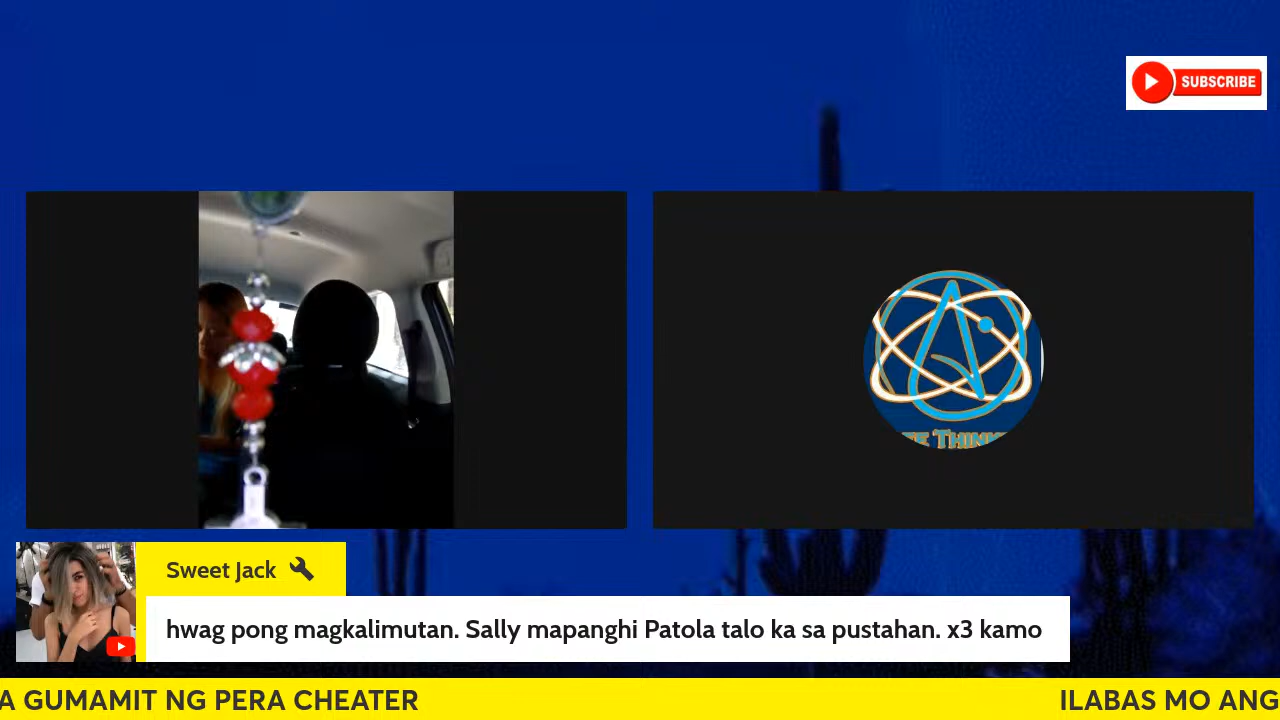 SUBSCRIBE
THINK
Sweet Jack
hwag pong magkalimutan. Sally mapanghi Patola talo ka sa pustahan. x3 kamo
A GUMAMIT NG PERA CHEATER
ILABAS MO ANG